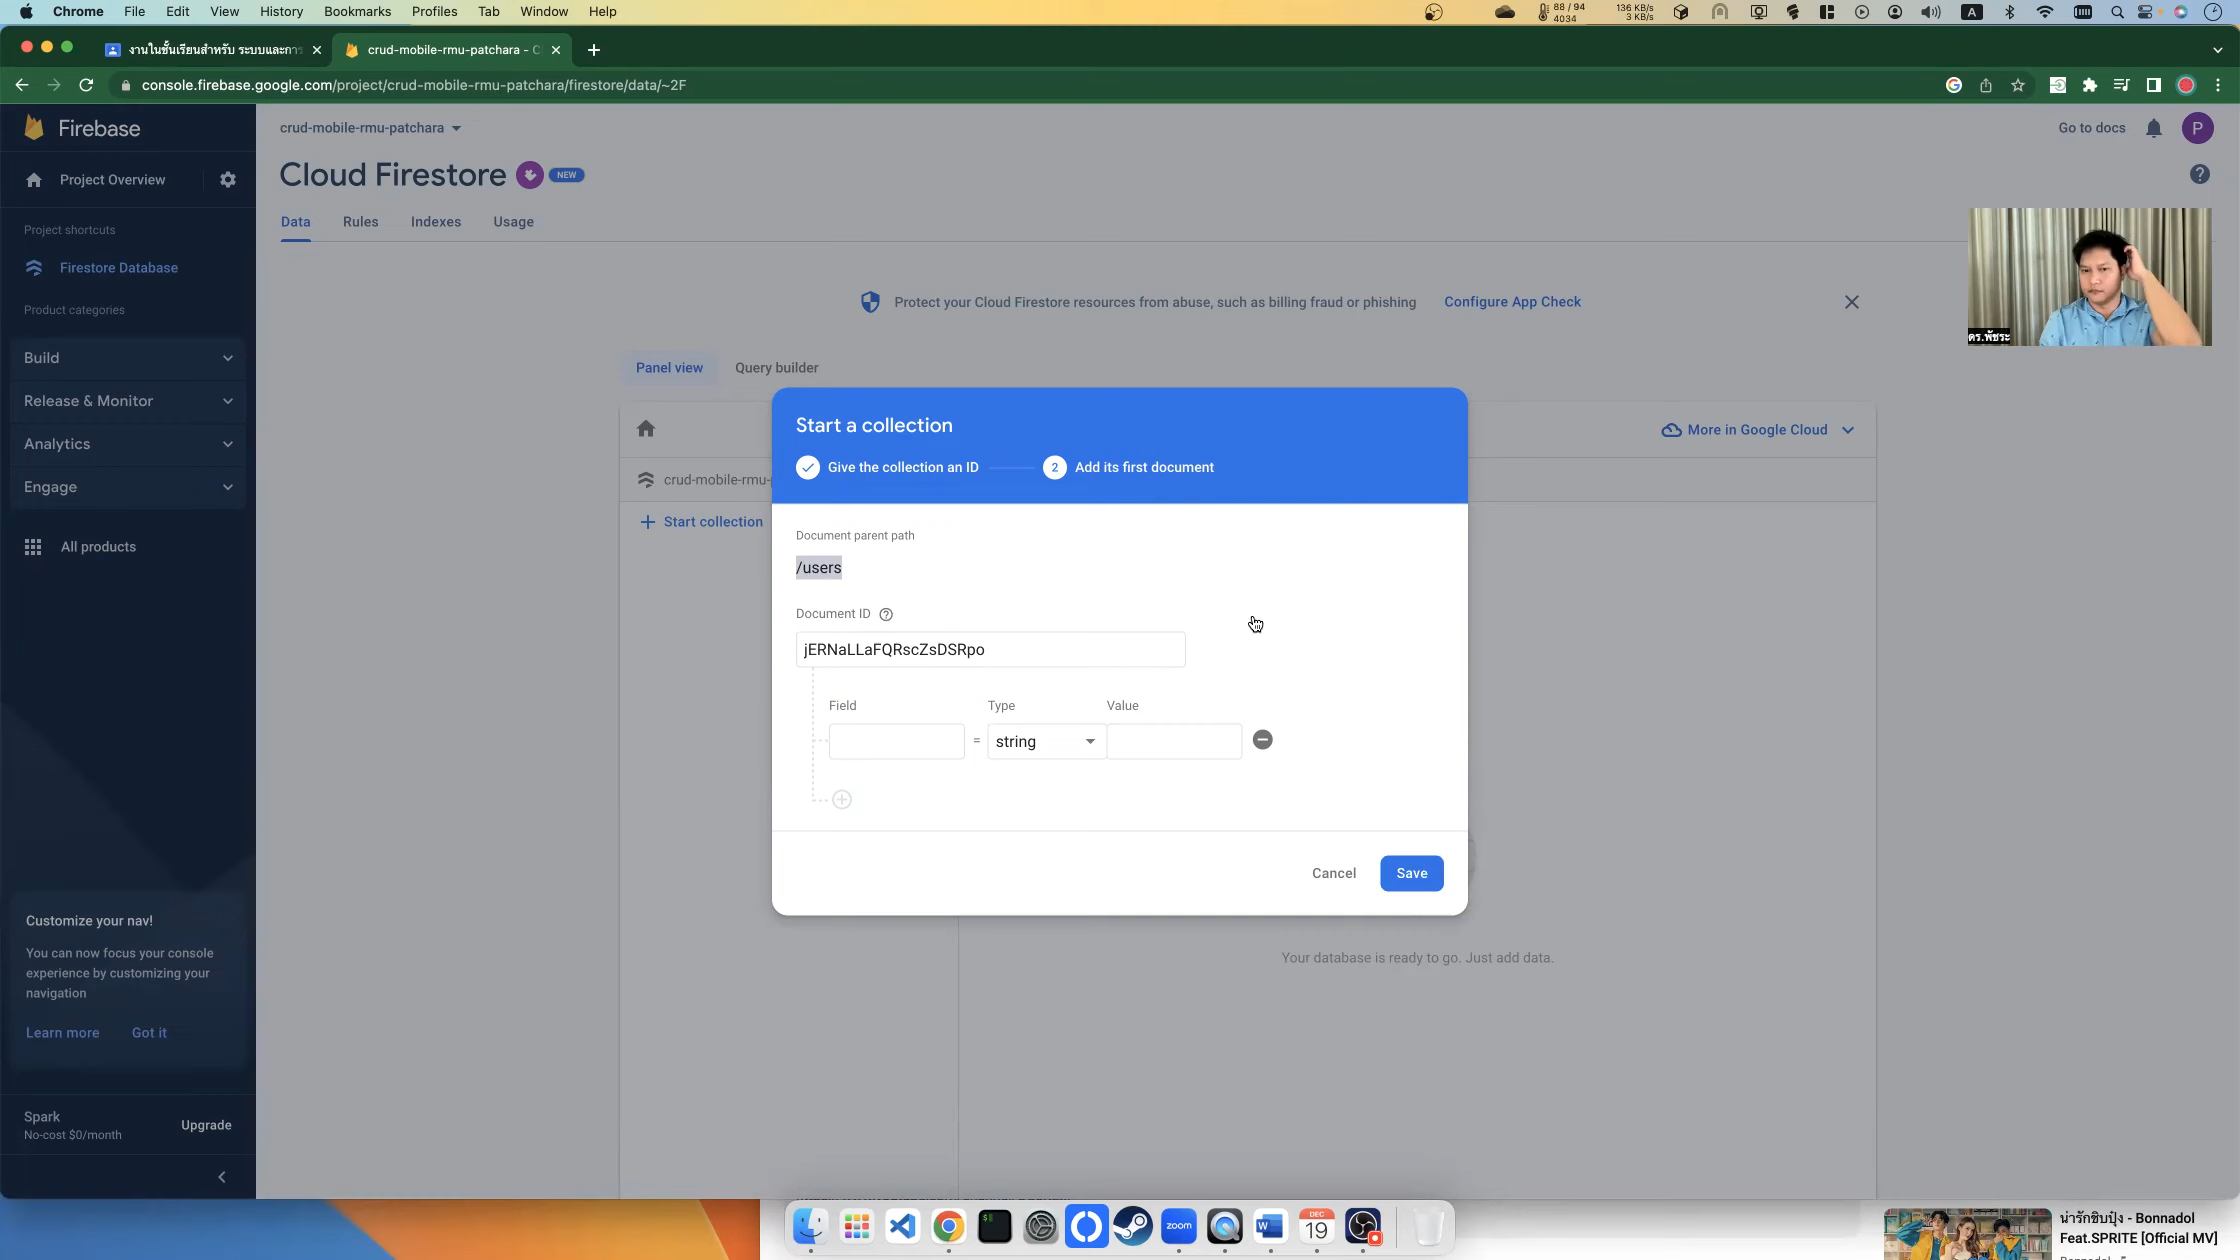 Chrome File Edit View History Bookmarks Profiles Tab Window Help
88 / 94
4034
136 KB/s
3 KB/s
A
งานในชั้นเรียนสำหรับ ระบบและการ
crud-mobile-rmu-patchara - C
console.firebase.google.com/project/crud-mobile-rmu-patchara/firestore/data/~2F
Firebase
crud-mobile-rmu-patchara
Go to docs
P
Project Overview
Cloud Firestore
NEW
Data Rules Indexes Usage
Project shortcuts
Firestore Database
Product categories
Build
Release & Monitor
Analytics
Engage
All products
Protect your Cloud Firestore resources from abuse, such as billing fraud or phishing Configure App Check
ดร.พัชระ
Panel view Query builder
More in Google Cloud
crud-mobile-rmu-
Start collection
Start a collection
Give the collection an ID
2 Add its first document
Document parent path
/users
Document ID
jERNaLLaFQRscZsDSRpo
Field Type Value
= string
Cancel Save
Your database is ready to go. Just add data.
Customize your nav!
You can now focus your console
experience by customizing your
navigation
Learn more Got it
Spark
No-cost $0/month
Upgrade
zoom
W
DEC
19
น่ารักซิบปุ๋ง - Bonnadol
Feat.SPRITE [Official MV]